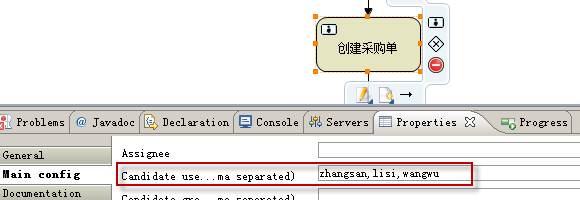 创建采购单
Problems @ Javadoc Declaration Console Servers Properties Progress
General
Assignee
Main config
Candidate use...ma separated) zhangsan,lisi,wangwu
Documentation
Candidate gro...ma separated)